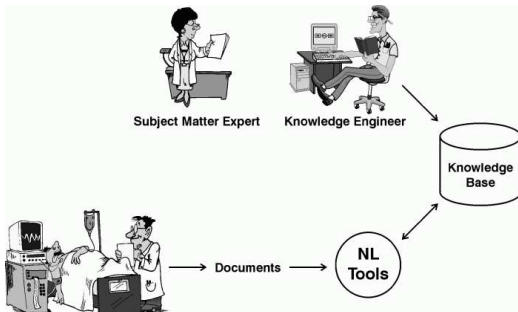 Subject Matter Expert
Knowledge Engineer
Knowledge
Base
NL
Tools
Documents